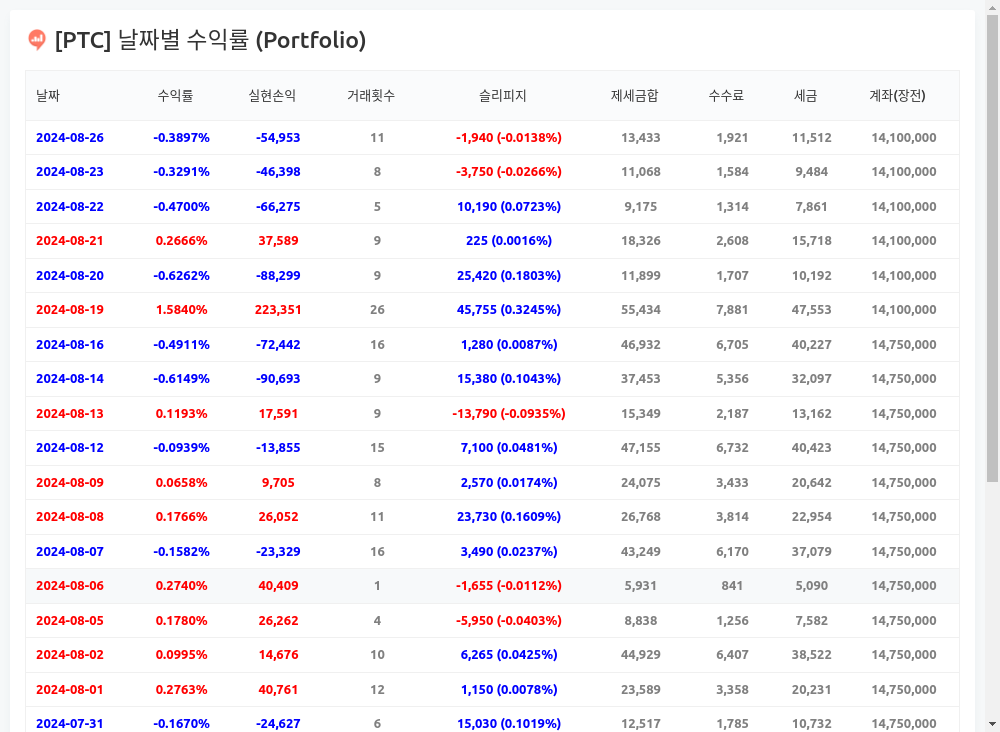 [PTC] 날짜별 수익률 (Portfolio)
날짜 수익률 실현손익 거래횟수 슬리피지 제세금합 수수료 세금 계좌(장전)
2024-08-26 -0.3897% -54,953 11 -1,940 (-0.0138%) 13,433 1,921 11,512 14,100,000
2024-08-23 -0.3291% -46,398 8 -3,750 (-0.0266%) 11,068 1,584 9,484 14,100,000
2024-08-22 -0.4700% -66,275 5 10,190 (0.0723%) 9,175 1,314 7,861 14,100,000
2024-08-21 0.2666% 37,589 9 225 (0.0016%) 18,326 2,608 15,718 14,100,000
2024-08-20 -0.6262% -88,299 9 25,420 (0.1803%) 11,899 1,707 10,192 14,100,000
2024-08-19 1.5840% 223,351 26 45,755 (0.3245%) 55,434 7,881 47,553 14,100,000
2024-08-16 -0.4911% -72,442 16 1,280 (0.0087%) 46,932 6,705 40,227 14,750,000
2024-08-14 -0.6149% -90,693 9 15,380 (0.1043%) 37,453 5,356 32,097 14,750,000
2024-08-13 0.1193% 17,591 9 -13,790 (-0.0935%) 15,349 2,187 13,162 14,750,000
2024-08-12 -0.0939% -13,855 15 7,100 (0.0481%) 47,155 6,732 40,423 14,750,000
2024-08-09 0.0658% 9,705 8 2,570 (0.0174%) 24,075 3,433 20,642 14,750,000
2024-08-08 0.1766% 26,052 11 23,730 (0.1609%) 26,768 3,814 22,954 14,750,000
2024-08-07 -0.1582% -23,329 16 3,490 (0.0237%) 43,249 6,170 37,079 14,750,000
2024-08-06 0.2740% 40,409 1 -1,655 (-0.0112%) 5,931 841 5,090 14,750,000
2024-08-05 0.1780% 26,262 4 -5,950 (-0.0403%) 8,838 1,256 7,582 14,750,000
2024-08-02 0.0995% 14,676 10 6,265 (0.0425%) 44,929 6,407 38,522 14,750,000
2024-08-01 0.2763% 40,761 12 1,150 (0.0078%) 23,589 3,358 20,231 14,750,000
2024-07-31 -0.1670% -24,627 6 15,030 (0.1019%) 12,517 1,785 10,732 14,750,000